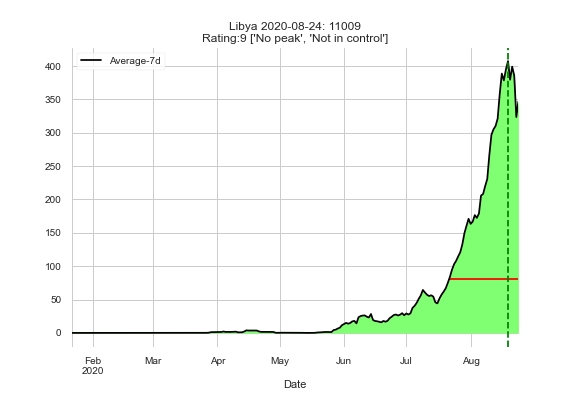 Libya 2020-08-24: 11009
Rating:9 ['No peak', 'Not in control']
Average-7d
400
350
300
250
200
150
100
50
0
Feb Mar Apr May Jun Jul Aug
2020
Date